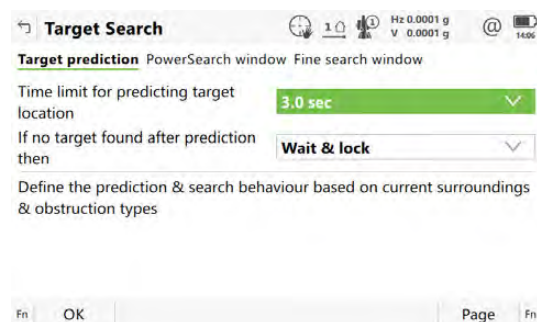 Target Search
1
1
Hz 0.0001 g
V 0.0001 g
@
14:06
Target prediction PowerSearch window Fine search window
Time limit for predicting target
location
3.0 sec
If no target found after prediction
then
Wait & lock
Define the prediction & search behaviour based on current surroundings
& obstruction types
Fn OK Page Fn